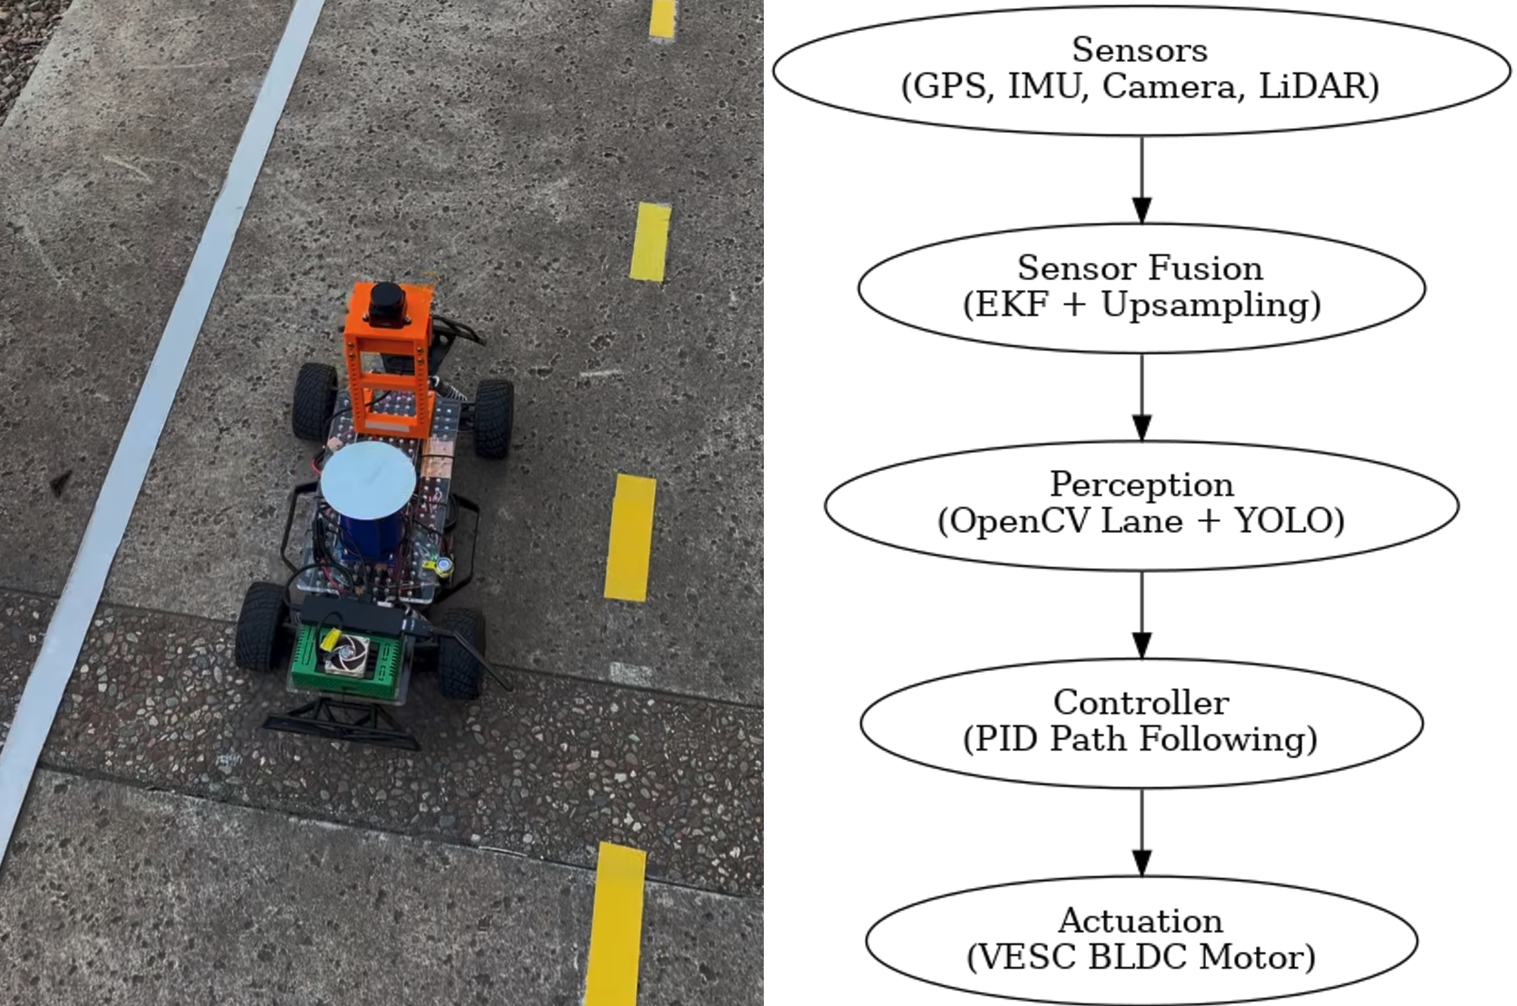 Sensors
(GPS, IMU, Camera, LiDAR)
Sensor Fusion
(EKF + Upsampling)
Perception
(OpenCV Lane + YOLO)
Controller
(PID Path Following)
Actuation
(VESC BLDC Motor)